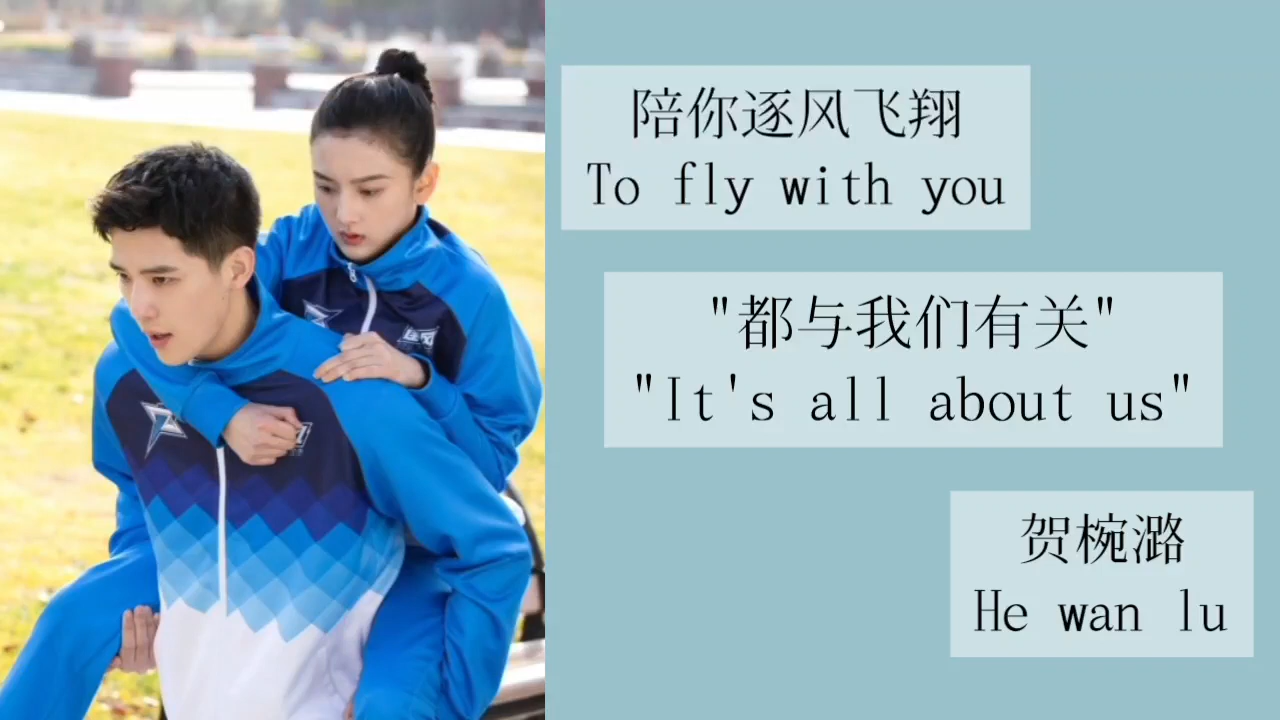 陪你逐风飞翔
To fly with you
"都与我们有关"
"It's all about us"
贺椀潞
He wan lu